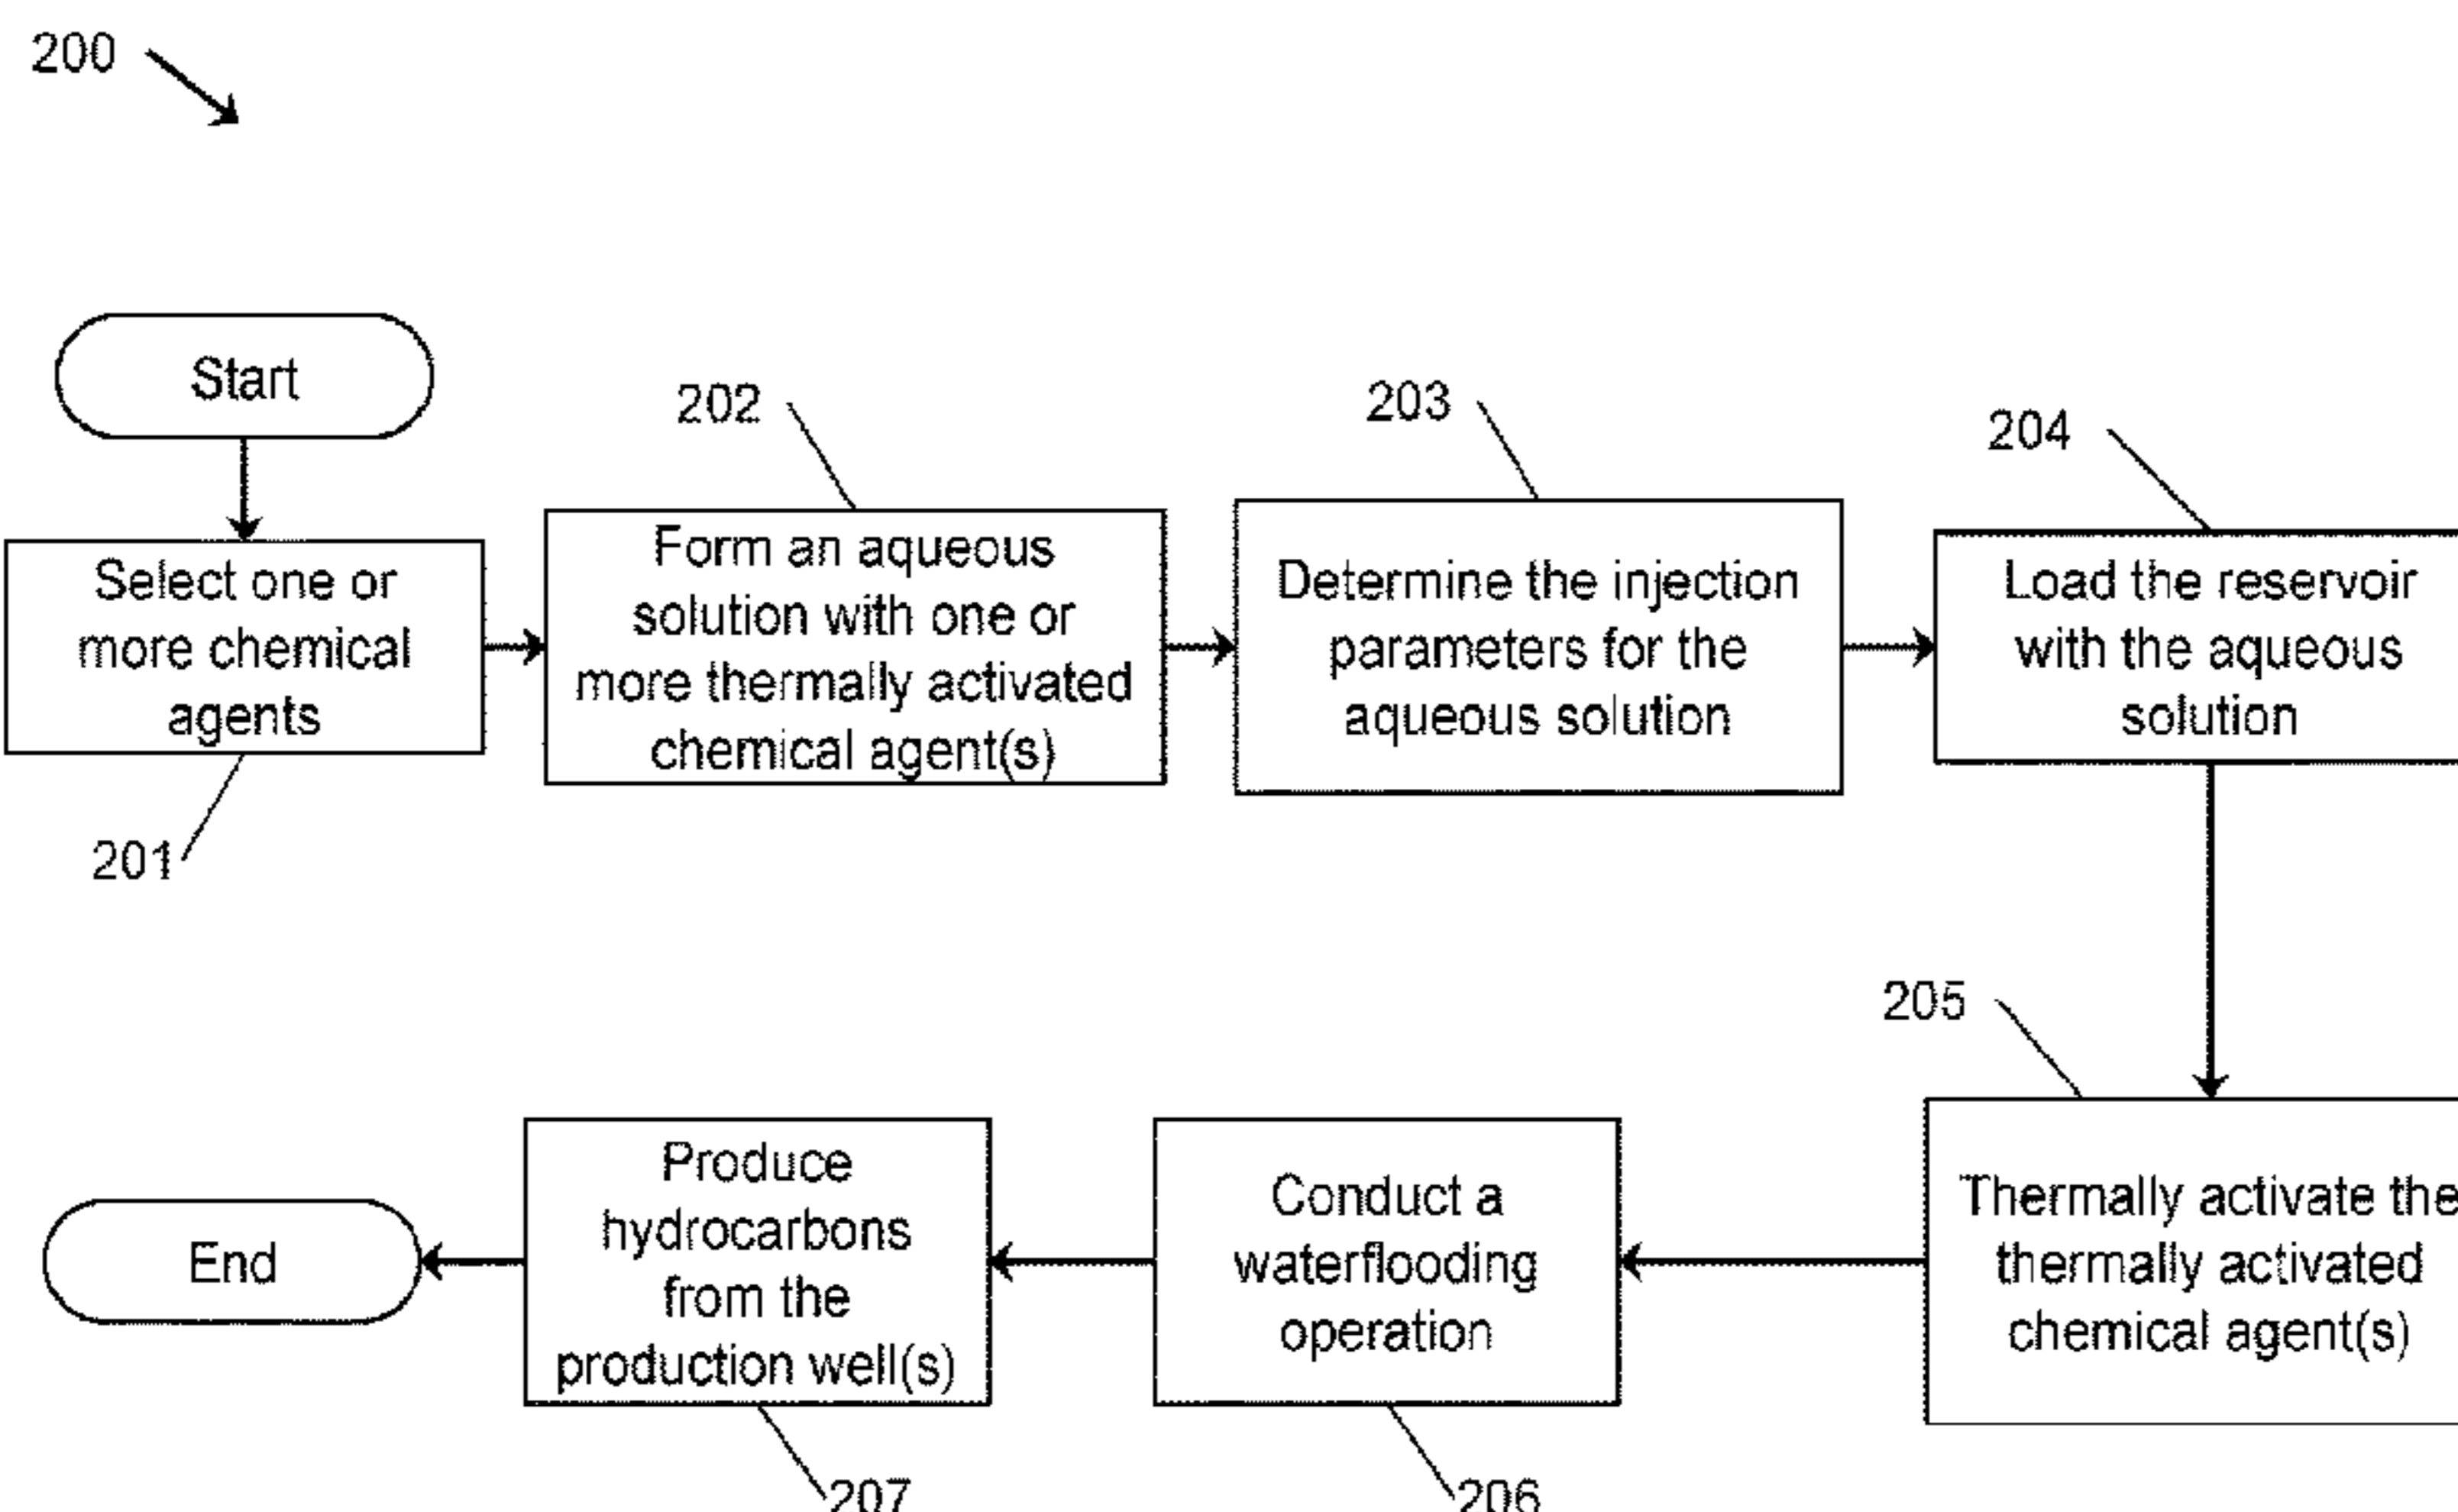 200
Start
202
203
204
Select one or
more chemical
agents
Form an aqueous
solution with one or
more thermally activated
chemical agent(s)
Determine the injection
parameters for the
aqueous solution
Load the reservoir
with the aqueous
solution
201
205
Thermally activate the
thermally activated
chemical agent(s)
Conduct a
waterflooding
operation
Produce
hydrocarbons
from the
production well(s)
End
207
206